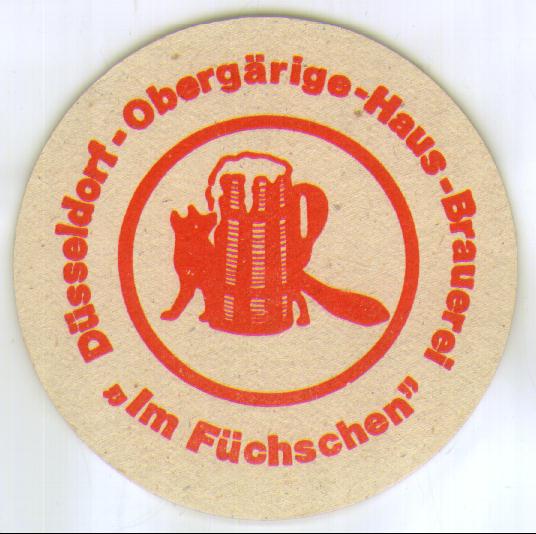 Düsseldorf-Obergärige-Haus-Brauerei
„Im Füchschen“